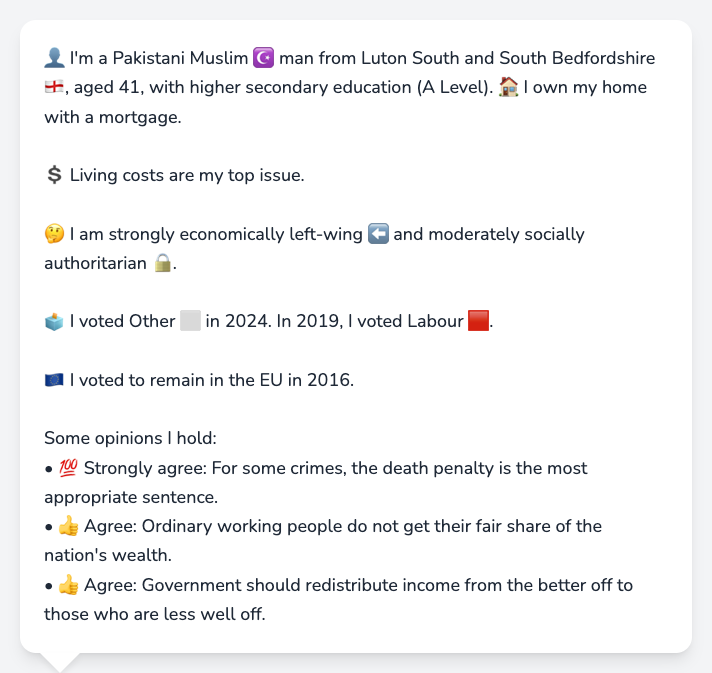 👤 I'm a Pakistani Muslim ☪️ man from Luton South and South Bedfordshire
🏴󠁧󠁢󠁥󠁮󠁧󠁿, aged 41, with higher secondary education (A Level). 🏠 I own my home
with a mortgage.
💲 Living costs are my top issue.
🤔 I am strongly economically left-wing ⬅️ and moderately socially
authoritarian 🔒.
🗳️ I voted Other ⬜ in 2024. In 2019, I voted Labour 🟥.
🇪🇺 I voted to remain in the EU in 2016.
Some opinions I hold:
• 💯 Strongly agree: For some crimes, the death penalty is the most
appropriate sentence.
• 👍 Agree: Ordinary working people do not get their fair share of the
nation's wealth.
• 👍 Agree: Government should redistribute income from the better off to
those who are less well off.